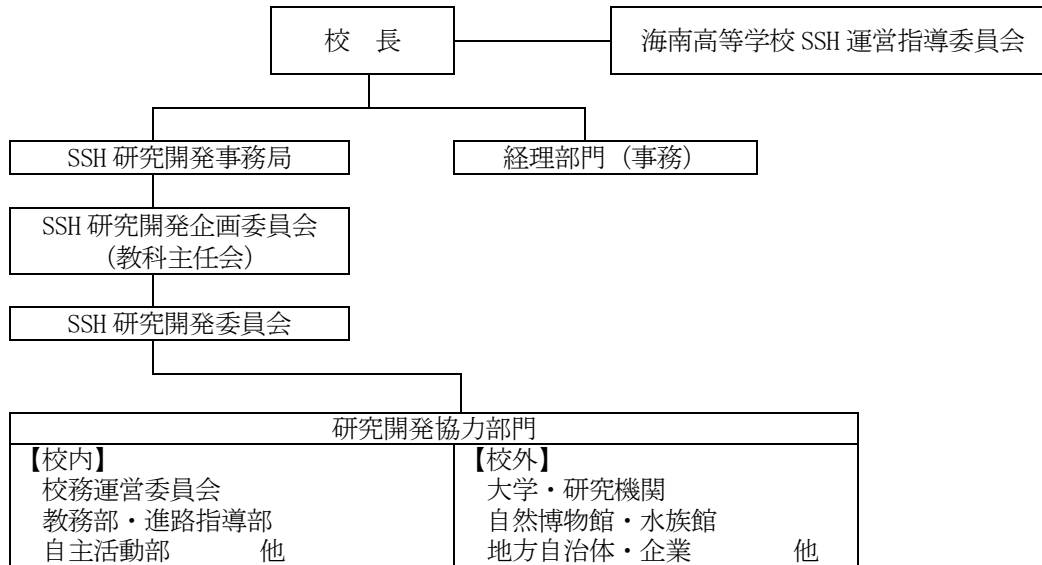 校　長
海南高等学校 SSH 運営指導委員会
SSH 研究開発事務局
経理部門（事務）
SSH 研究開発企画委員会
（教科主任会）
SSH 研究開発委員会
研究開発協力部門
【校内】
校務運営委員会
教務部・進路指導部
自主活動部　　　他
【校外】
大学・研究機関
自然博物館・水族館
地方自治体・企業　　　他